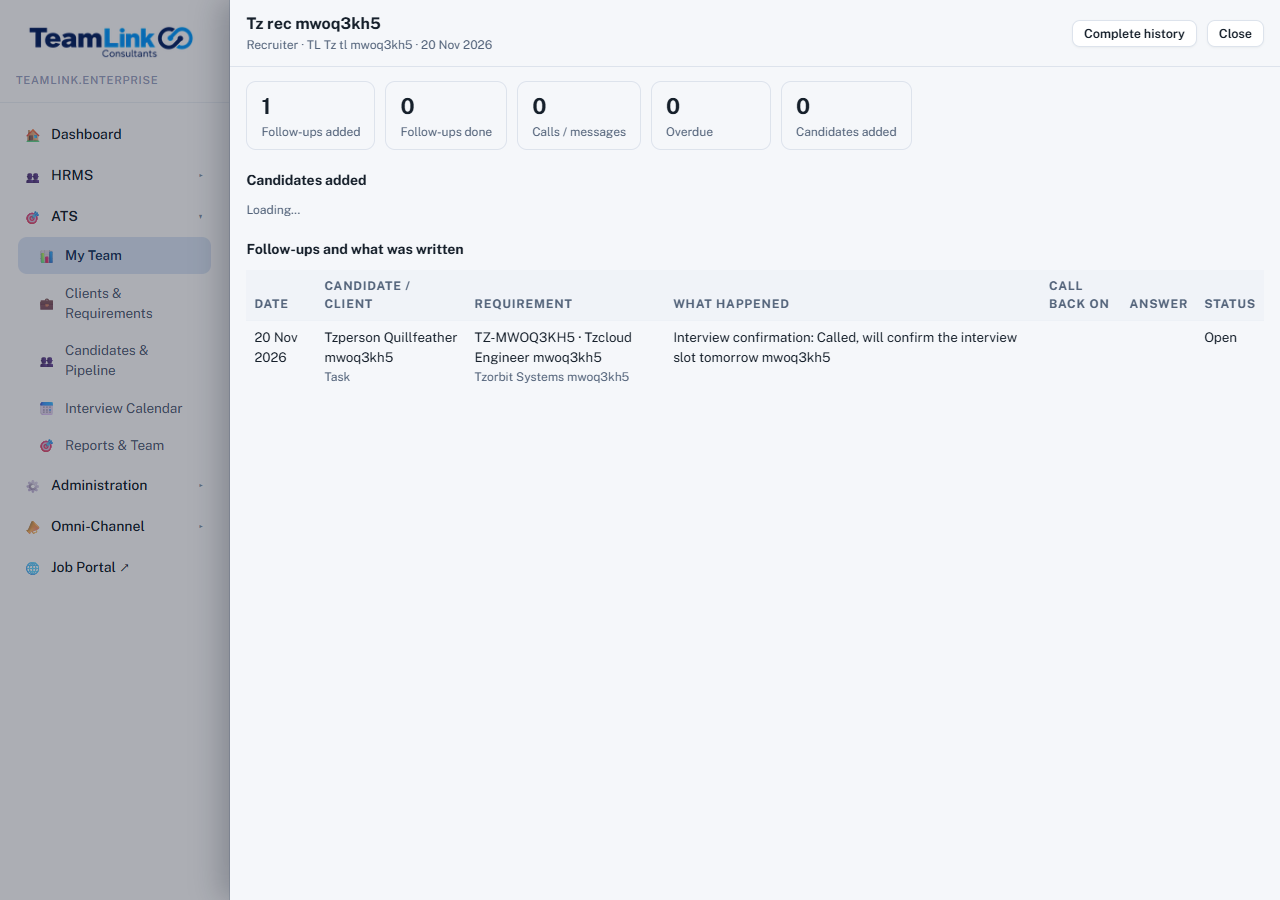 TeamLink
Consultants
TEAMLINK.ENTERPRISE
Dashboard
HRMS
ATS
My Team
Clients &
Requirements
Candidates &
Pipeline
Interview Calendar
Reports & Team
Administration
Omni-Channel
Job Portal ↗
Tz rec mwoq3kh5
Recruiter · TL Tz tl mwoq3kh5 · 20 Nov 2026
Complete history
Close
1
Follow-ups added
0
Follow-ups done
0
Calls / messages
0
Overdue
0
Candidates added
Candidates added
Loading...
Follow-ups and what was written
DATE
CANDIDATE /
CLIENT
REQUIREMENT
WHAT HAPPENED
CALL
BACK ON
ANSWER
STATUS
20 Nov
2026
Tzperson Quillfeather
mwoq3kh5
Task
TZ-MWOQ3KH5 · Tzcloud
Engineer mwoq3kh5
Tzorbit Systems mwoq3kh5
Interview confirmation: Called, will confirm the interview
slot tomorrow mwoq3kh5
Open